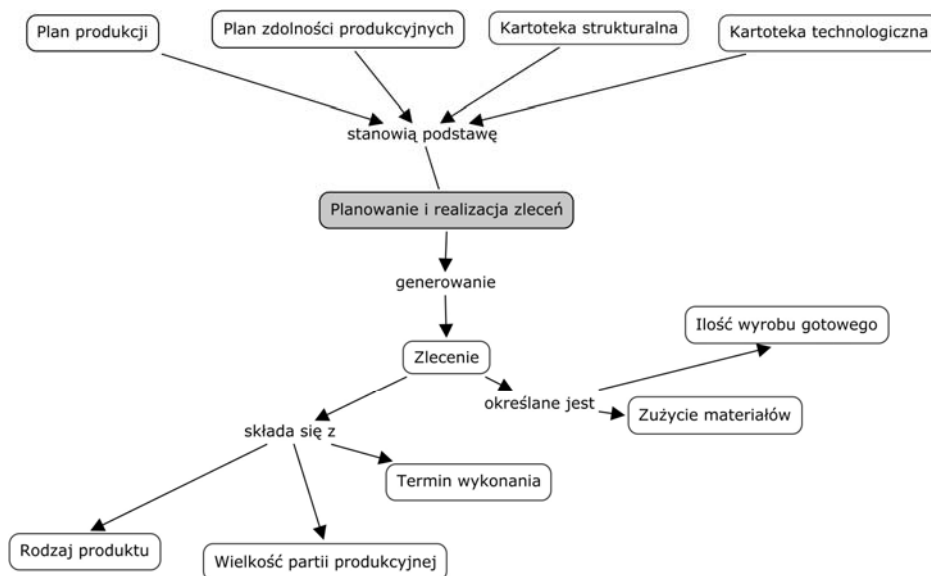 Plan produkcji
Plan zdolności produkcyjnych
Kartoteka strukturalna
Kartoteka technologiczna
stanowią podstawę
Planowanie i realizacja zleceń
generowanie
Zlecenie
Ilość wyrobu gotowego
określane jest
Zużycie materiałów
składa się z
Termin wykonania
Rodzaj produktu
Wielkość partii produkcyjnej